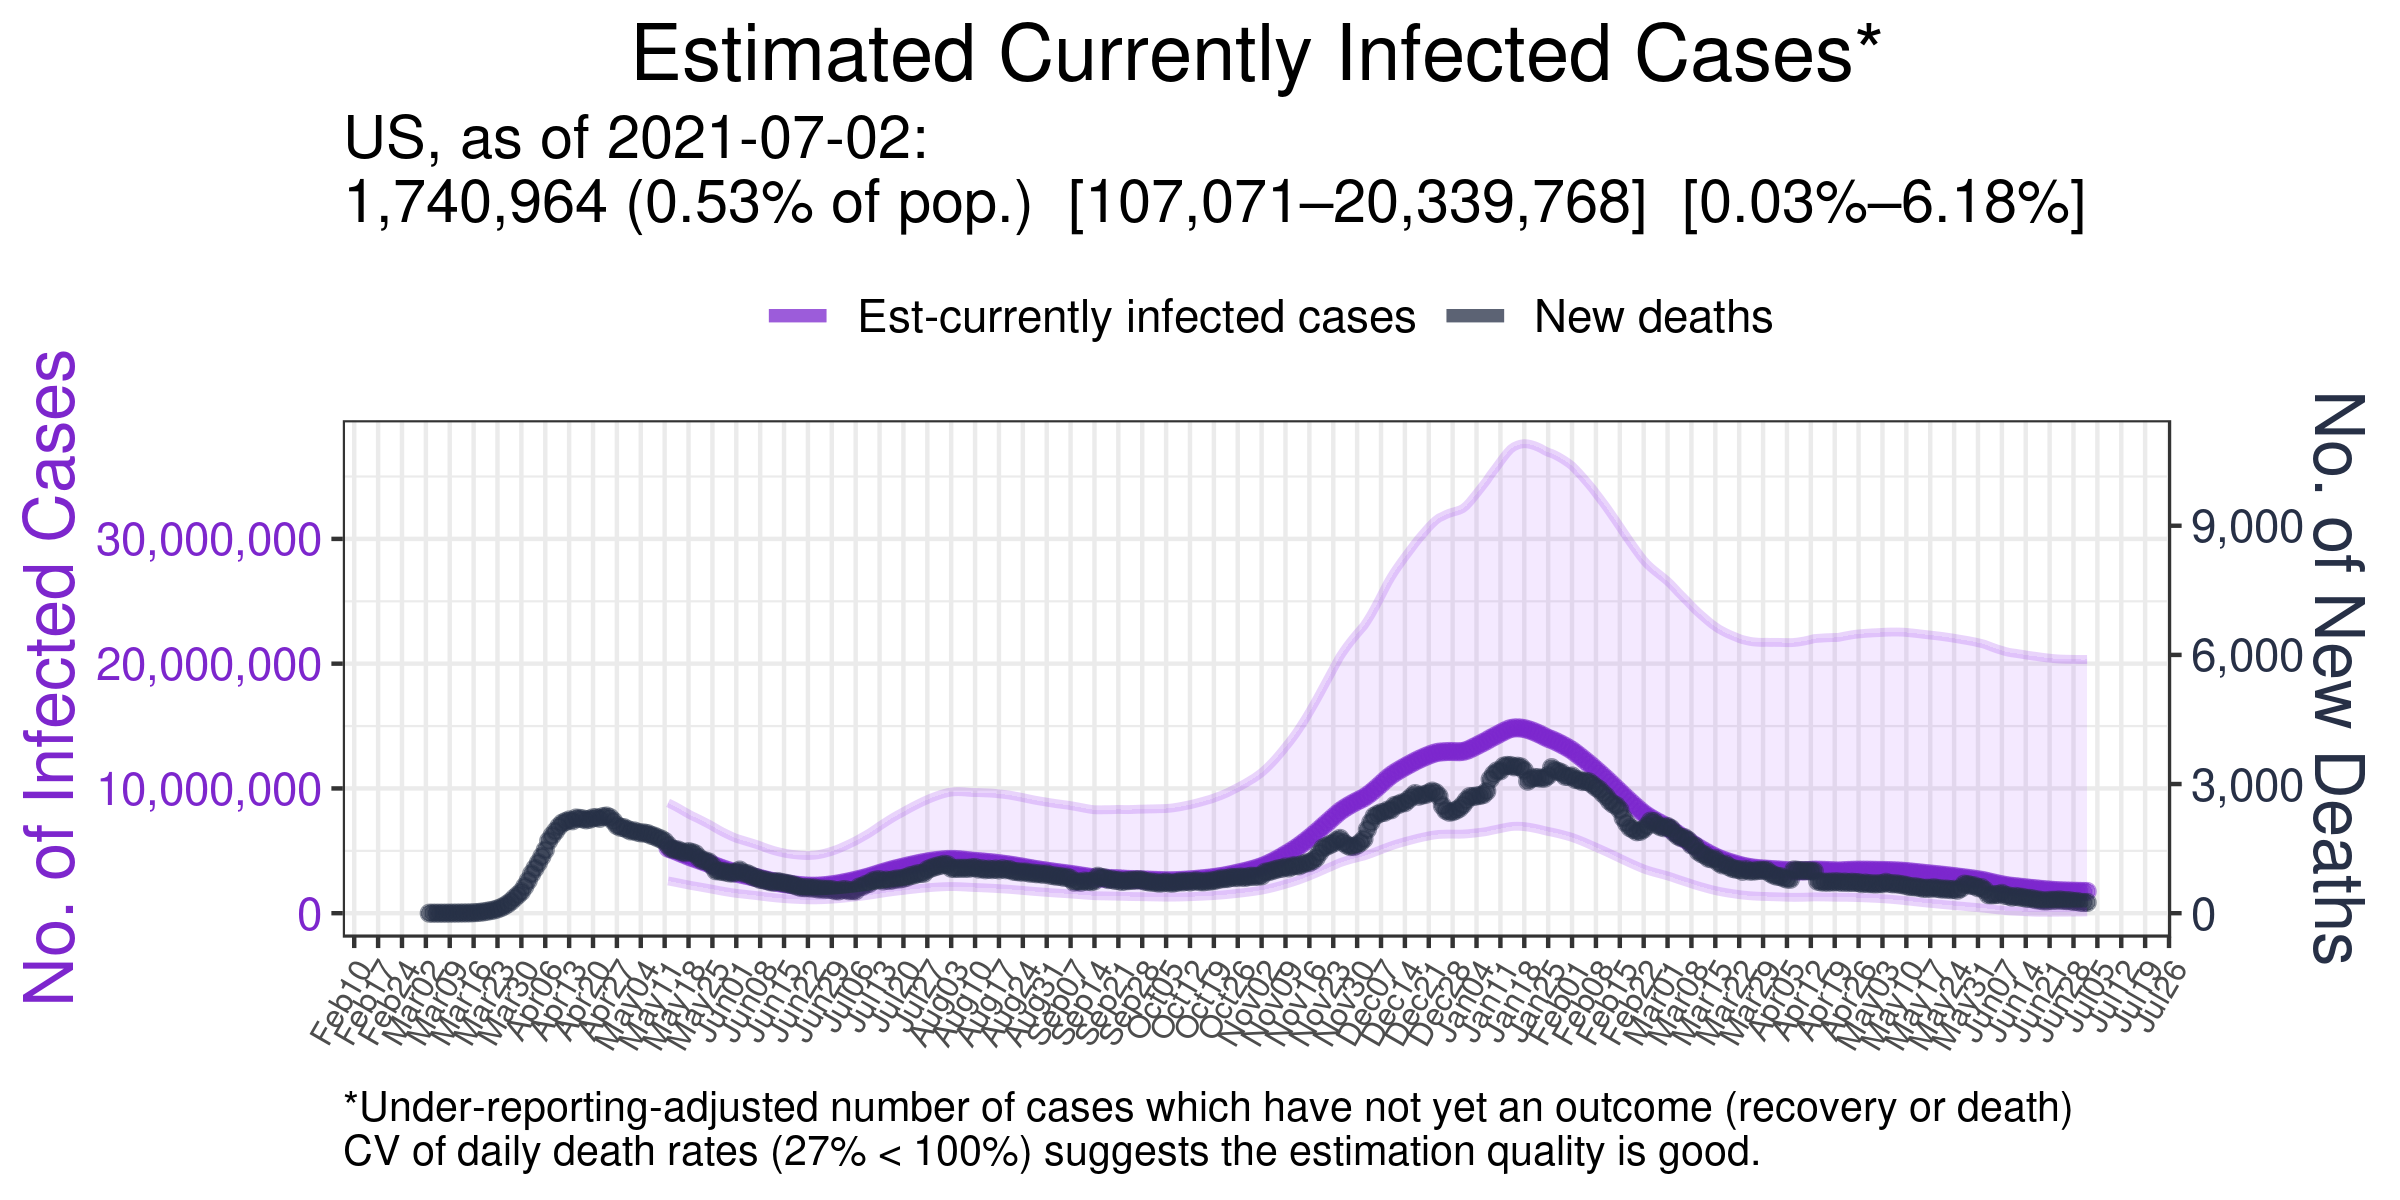 Estimated Currently Infected Cases*
US, as of 2021-07-02:
1,740,964 (0.53% of pop.)  [107,071–20,339,768]  [0.03%–6.18%]
Est-currently infected cases
New deaths
No. of Infected Cases
30,000,000
20,000,000
10,000,000
0
9,000
6,000
3,000
0
No. of New Deaths
Feb10
Feb17
Feb24
Mar02
Mar09
Mar16
Mar23
Mar30
Apr06
Apr13
Apr20
Apr27
May04
May11
May18
May25
Jun01
Jun08
Jun15
Jun22
Jun29
Jul06
Jul13
Jul20
Jul27
Aug03
Aug10
Aug17
Aug24
Aug31
Sep07
Sep14
Sep21
Sep28
Oct05
Oct12
Oct19
Oct26
Nov02
Nov09
Nov16
Nov23
Nov30
Dec07
Dec14
Dec21
Dec28
Jan04
Jan11
Jan18
Jan25
Feb01
Feb08
Feb15
Feb22
Mar01
Mar08
Mar15
Mar22
Mar29
Apr05
Apr12
Apr19
Apr26
May03
May10
May17
May24
May31
Jun07
Jun14
Jun21
Jun28
Jul05
Jul12
Jul19
Jul26
*Under-reporting-adjusted number of cases which have not yet an outcome (recovery or death)
CV of daily death rates (27% < 100%) suggests the estimation quality is good.